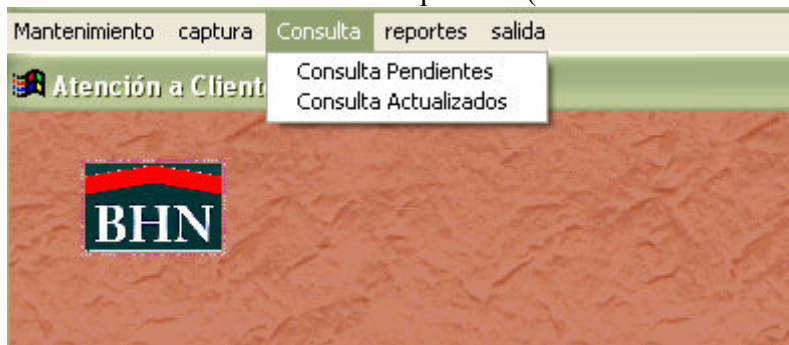 Mantenimiento captura Consulta reportes salida
Consulta Pendientes
Atención a Client
Consulta Actualizados
BHN